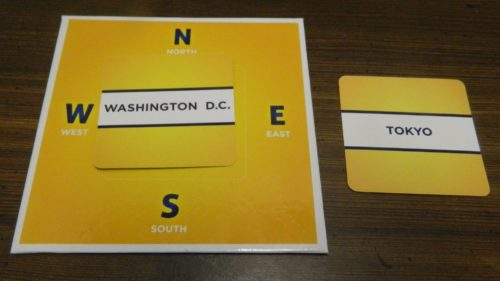 N
NORTH
WASHINGTON D.C.
W
WEST
E
EAST
TOKYO
S
SOUTH